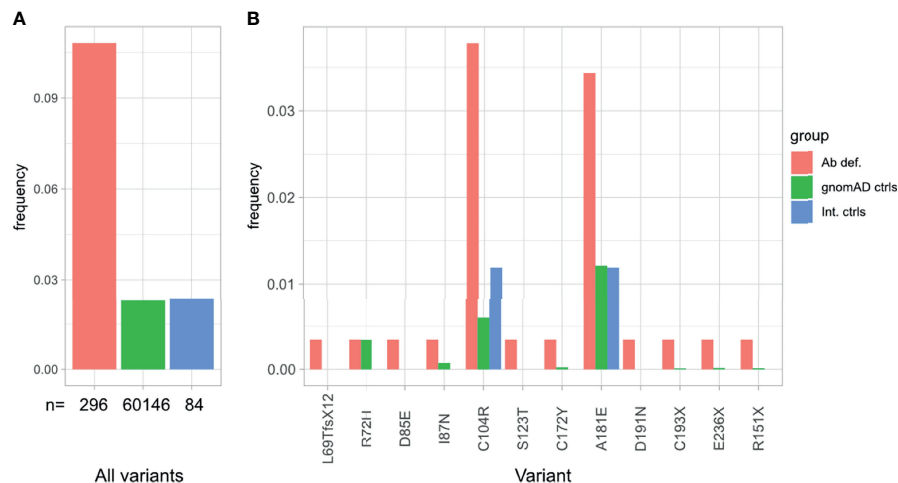 A
frequency
0.09
0.06
0.03
0.00
n= 296 60146 84
All variants
B
frequency
0.03
0.02
0.01
0.00
L69TfsX12
R72H
D85E
I87N
C104R
S123T
C172Y
A181E
D191N
C193X
E236X
R151X
Variant
group
Ab def.
gnomAD ctrls
Int. ctrls